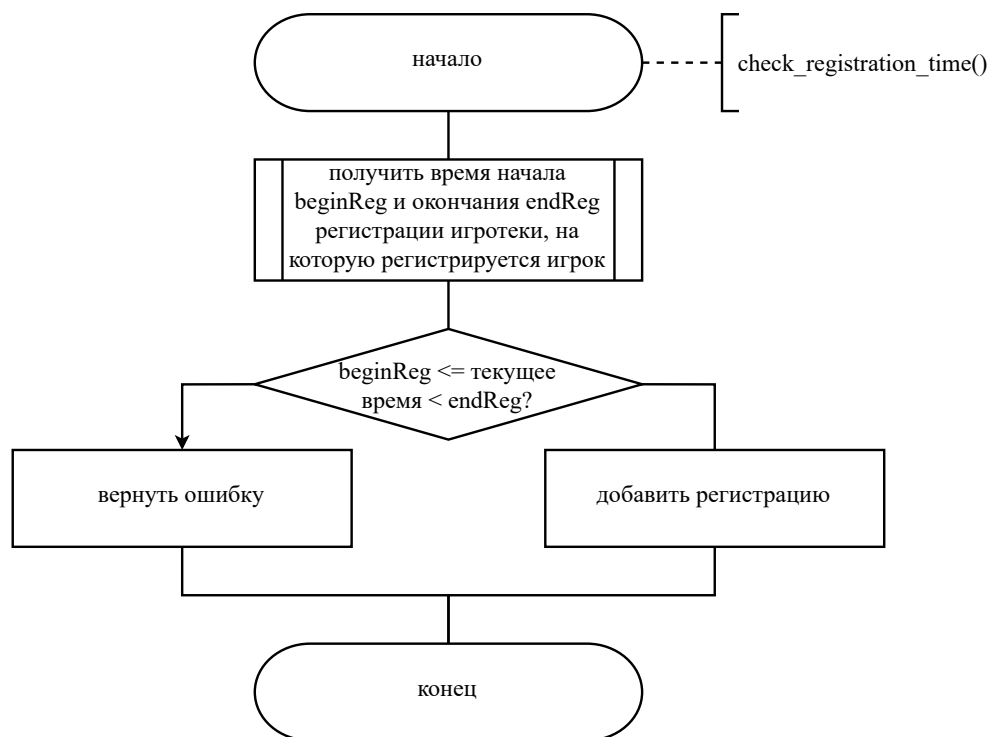 начало
check_registration_time()
получить время начала
beginReg и окончания endReg
регистрации игротеки, на
которую регистрируется игрок
beginReg <= текущее
время < endReg?
вернуть ошибку
добавить регистрацию
конец